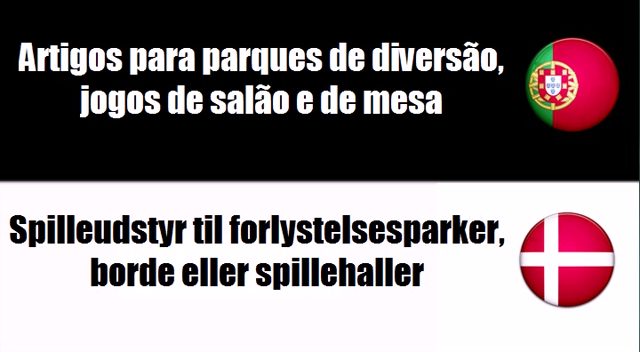 Artigos para parques de diversão,
jogos de salão e de mesa
Spilleudstyr til forlystelsesparker,
borde eller spillehaller